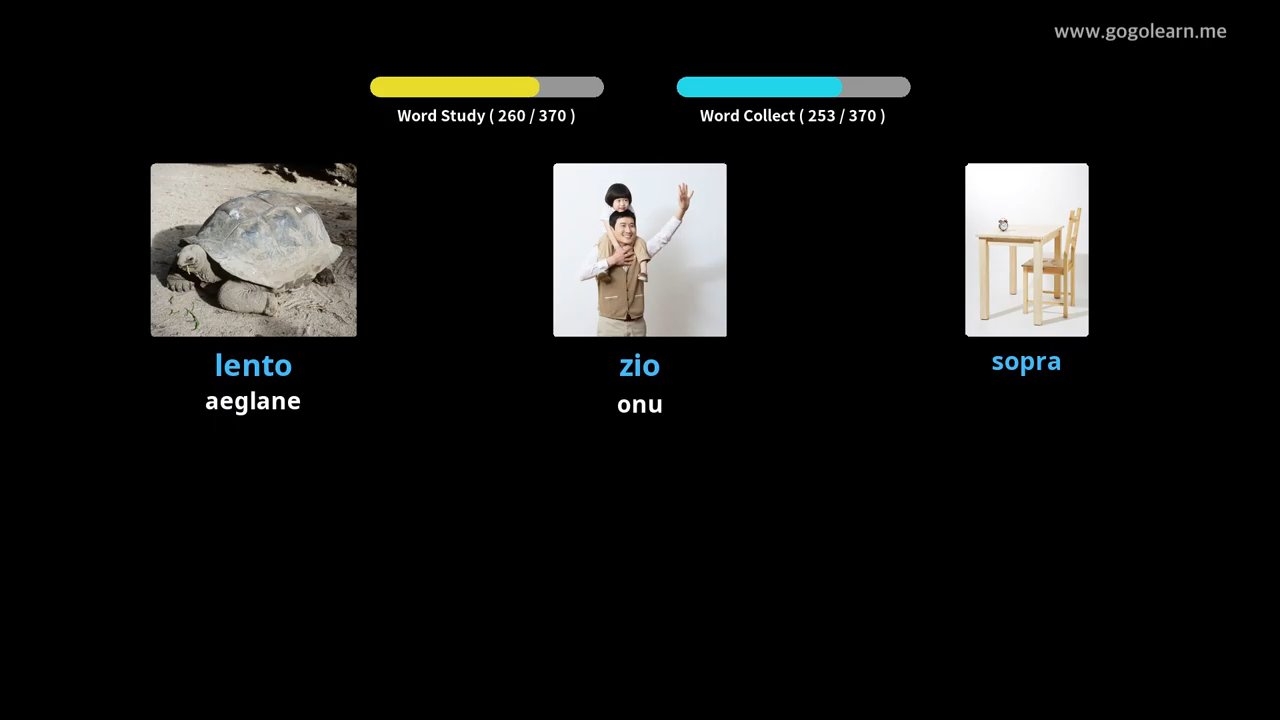 www.gogolearn.me
Word Study ( 260 / 370 )
Word Collect ( 253 / 370 )
lento
aeglane
zio
onu
sopra